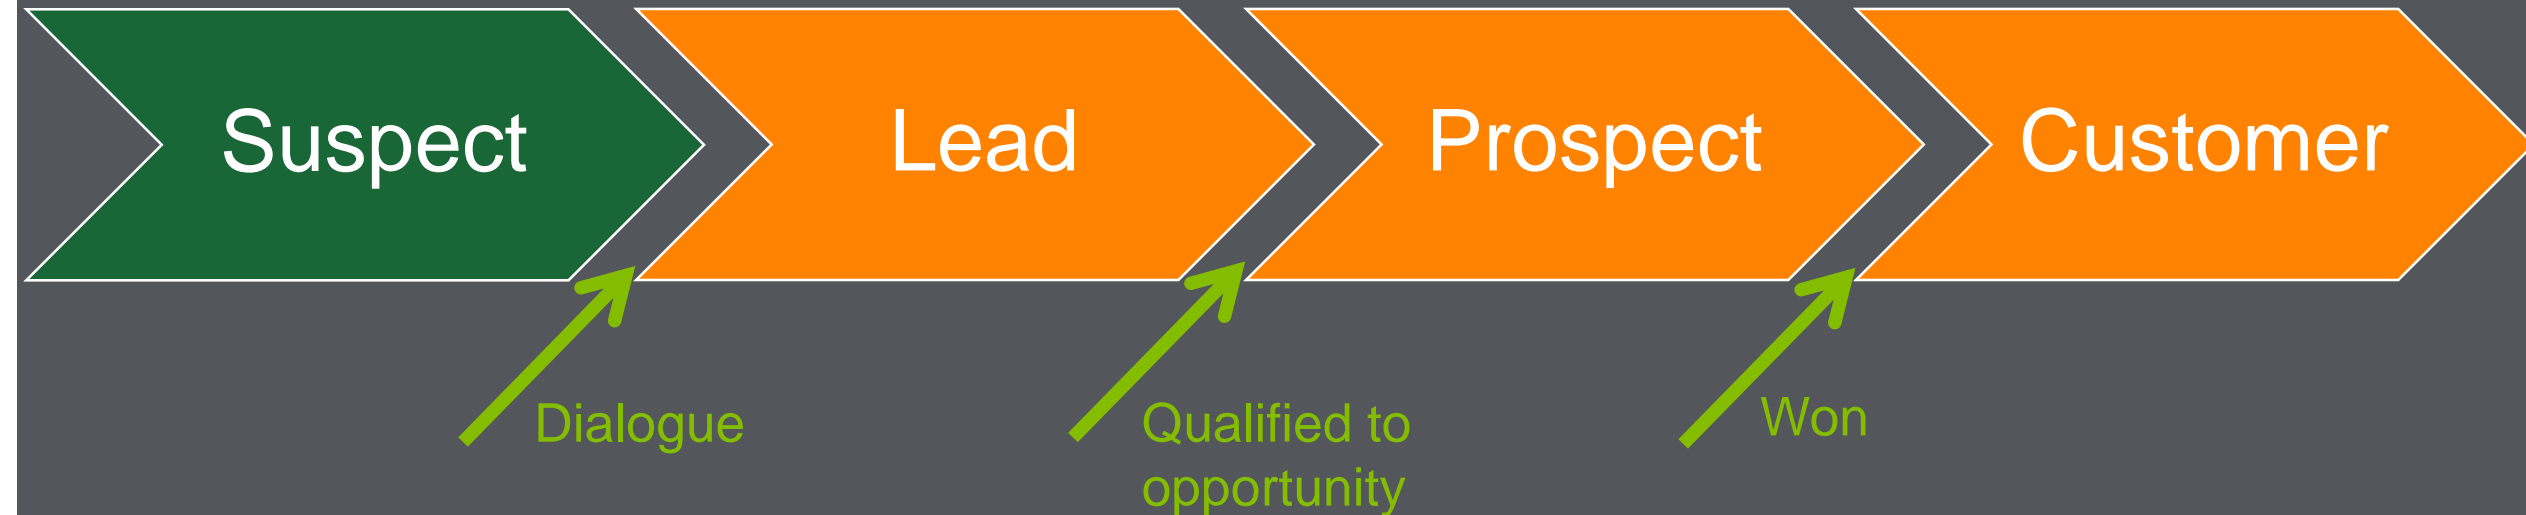 Suspect
Lead
Prospect
Customer
Dialogue
Qualified to
opportunity
Won